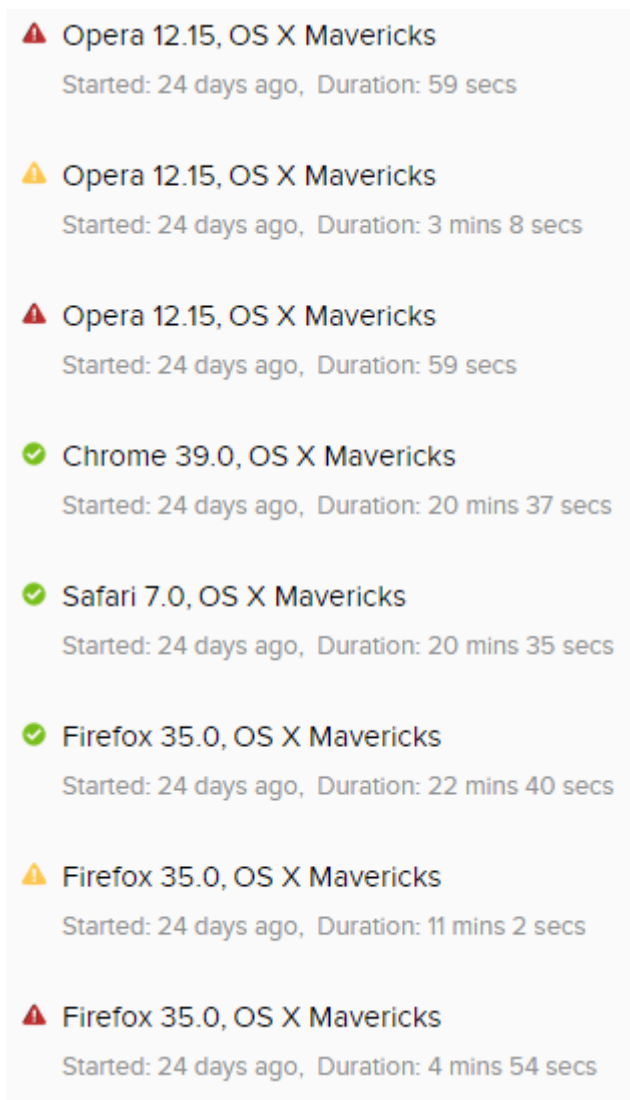 Opera 12.15, OS X Mavericks
Started: 24 days ago, Duration: 59 secs
Opera 12.15, OS X Mavericks
Started: 24 days ago, Duration: 3 mins 8 secs
Opera 12.15, OS X Mavericks
Started: 24 days ago, Duration: 59 secs
Chrome 39.0, OS X Mavericks
Started: 24 days ago, Duration: 20 mins 37 secs
Safari 7.0, OS X Mavericks
Started: 24 days ago, Duration: 20 mins 35 secs
Firefox 35.0, OS X Mavericks
Started: 24 days ago, Duration: 22 mins 40 secs
Firefox 35.0, OS X Mavericks
Started: 24 days ago, Duration: 11 mins 2 secs
Firefox 35.0, OS X Mavericks
Started: 24 days ago, Duration: 4 mins 54 secs